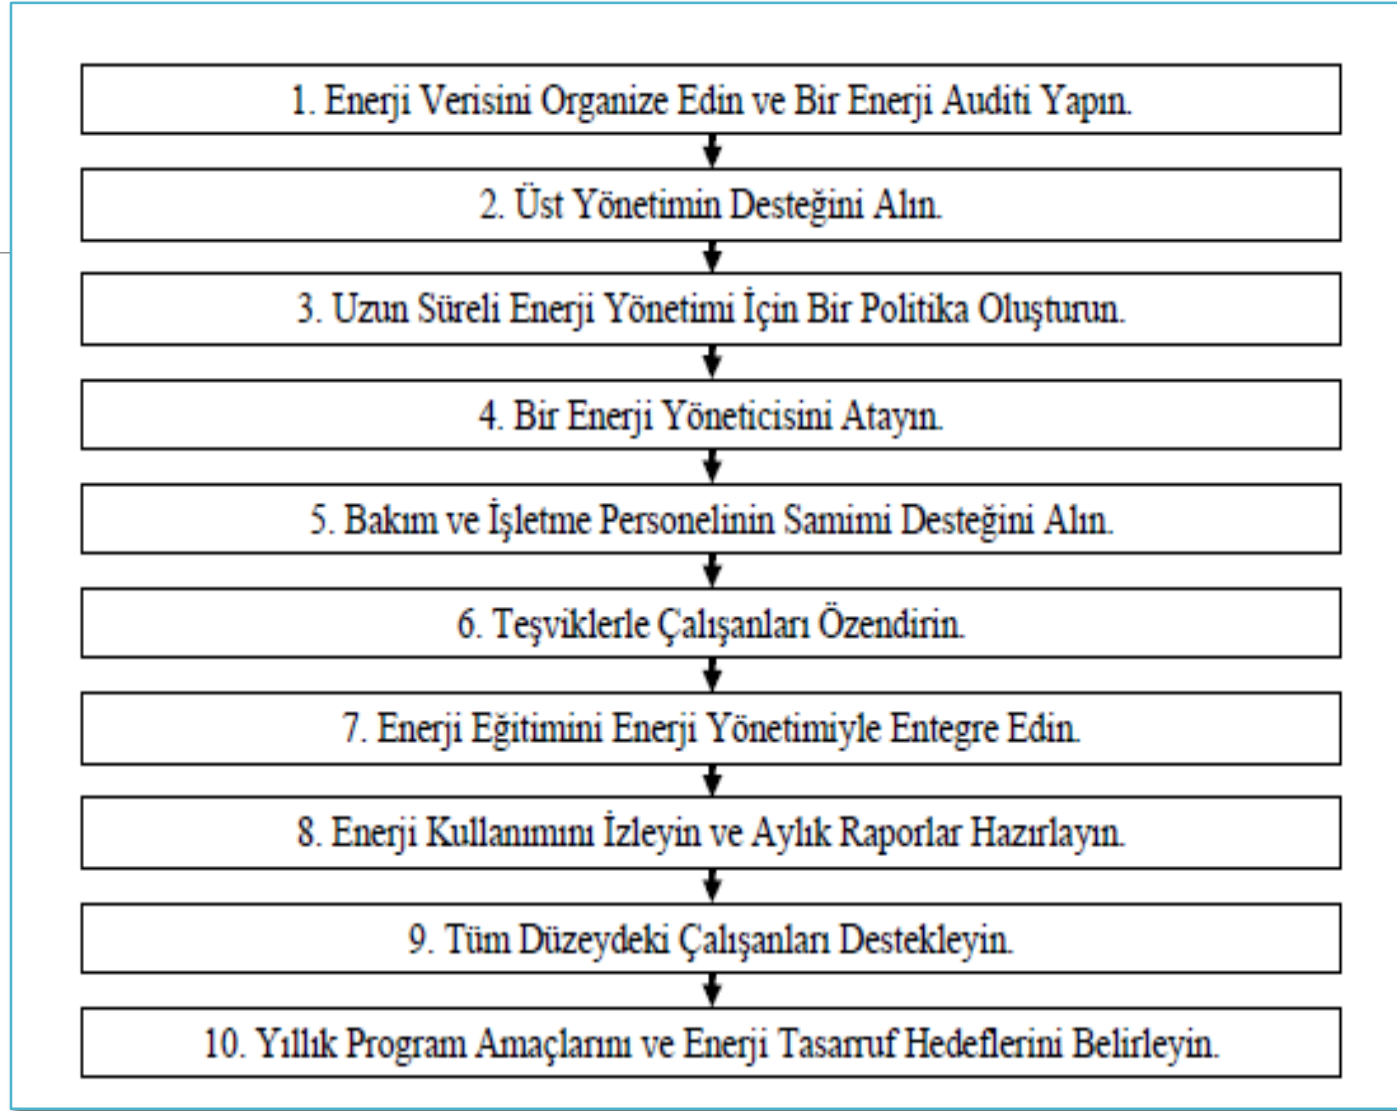 1. Enerji Verisini Organize Edin ve Bir Enerji Auditi Yapın.
2. Üst Yönetimin Desteğini Alın.
3. Uzun Süreli Enerji Yönetimi İçin Bir Politika Oluşturun.
4. Bir Enerji Yöneticisini Atayın.
5. Bakım ve İşletme Personelinin Samimi Desteğini Alın.
6. Teşviklerle Çalışanları Özendirin.
7. Enerji Eğitimini Enerji Yönetimiyle Entegre Edin.
8. Enerji Kullanımını İzleyin ve Aylık Raporlar Hazırlayın.
9. Tüm Düzeydeki Çalışanları Destekleyin.
10. Yıllık Program Amaçlarını ve Enerji Tasarruf Hedeflerini Belirleyin.